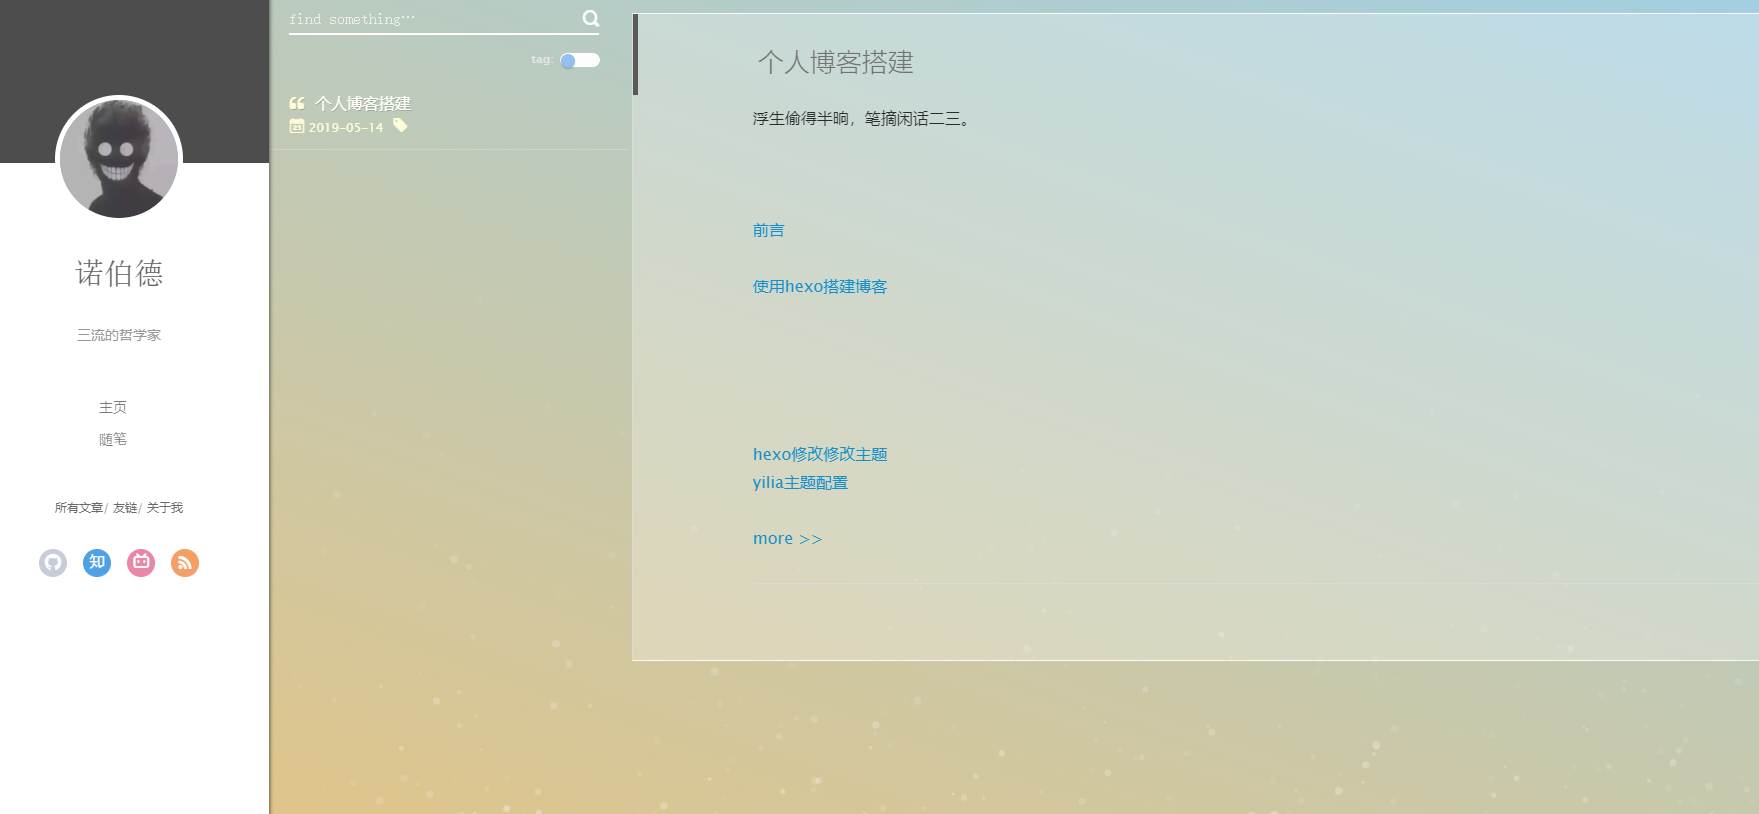 诺伯德
三流的哲学家
主页
随笔
所有文章/ 友链/ 关于我
知
find something…
tag:
个人博客搭建
23 2019-05-14
个人博客搭建
浮生偷得半晌，笔摘闲话二三。
前言
使用hexo搭建博客
hexo修改修改主题
yilia主题配置
more >>